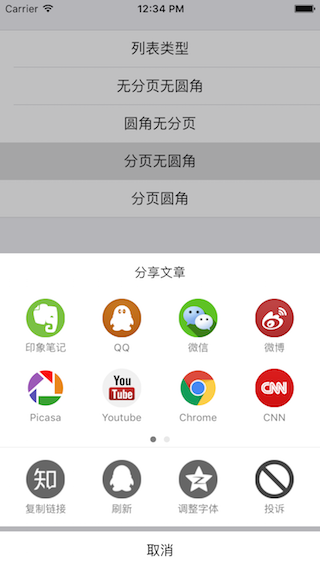 Carrier 12:34 PM
列表类型
无分页无圆角
圆角无分页
分页无圆角
分页圆角
分享文章
印象笔记 QQ 微信 微博
You
Tube
CNN
Picasa Youtube Chrome CNN
知
复制链接 刷新 调整字体 投诉
取消